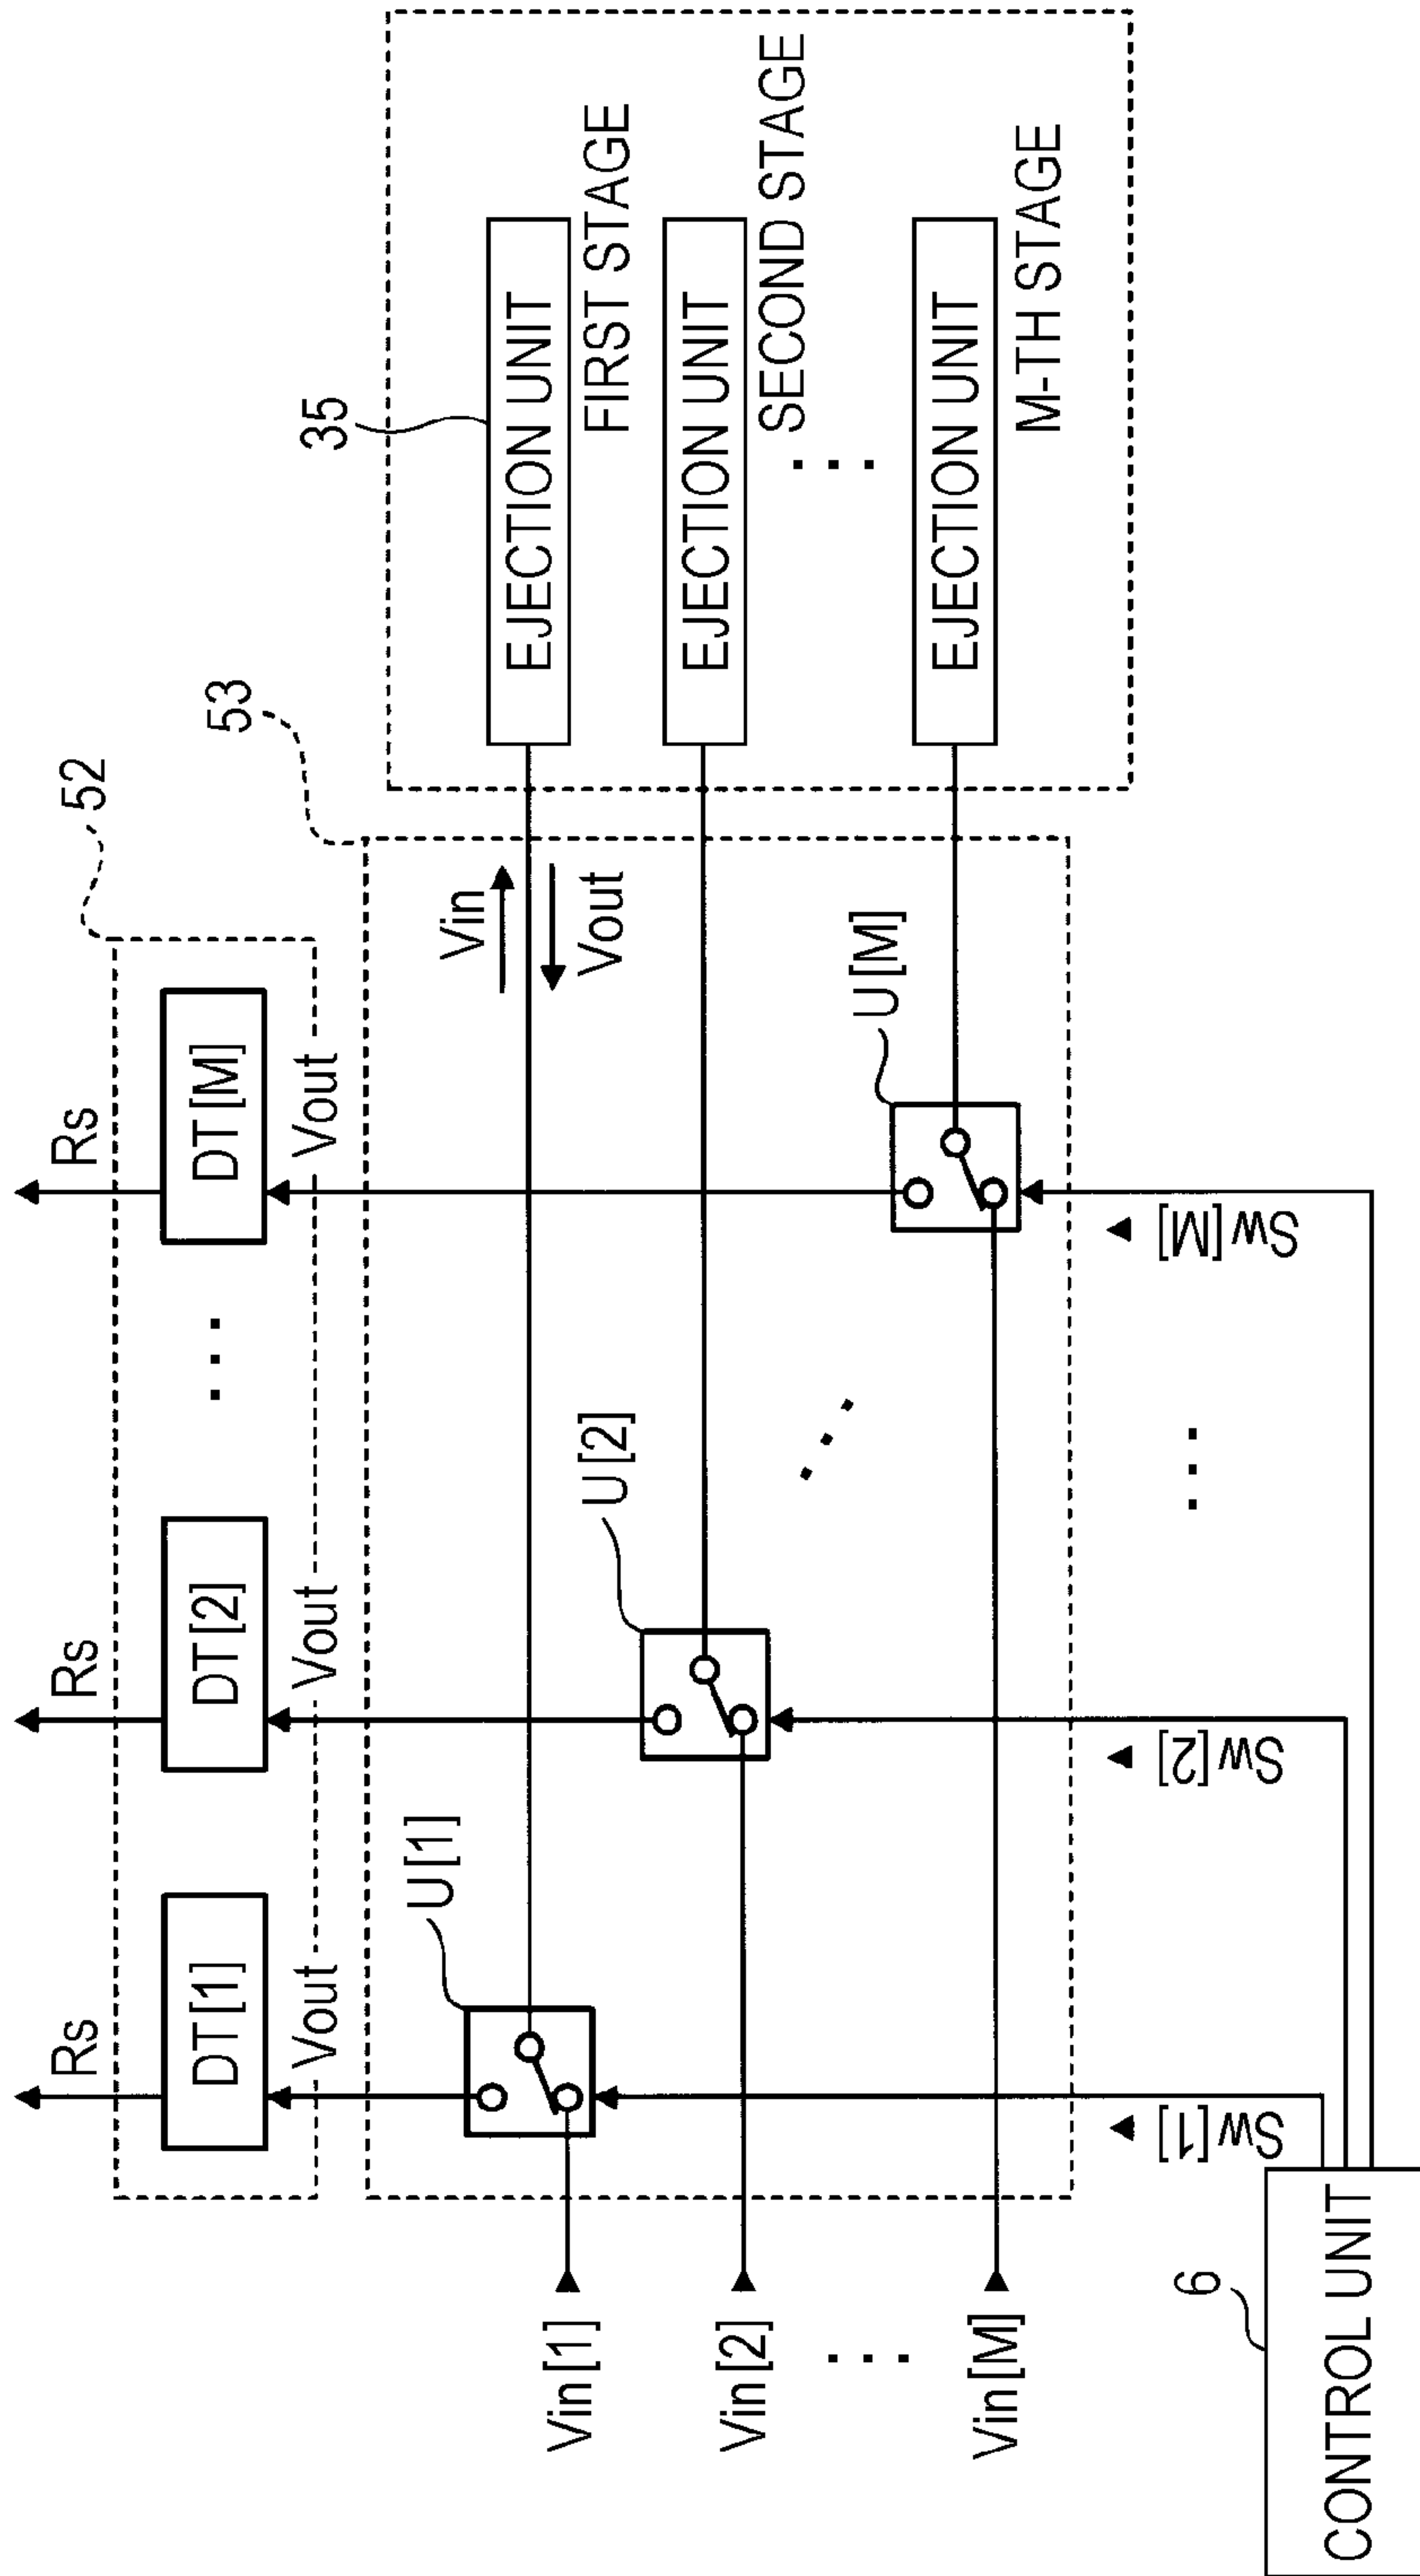 Rs
Rs
Rs
52
DT[1]
DT[2]
...
DT[M]
Vout
Vout
Vout
53
U[1]
U[2]
U[M]
...
Vin
Vout
35
EJECTION UNIT
FIRST STAGE
EJECTION UNIT
SECOND STAGE
...
EJECTION UNIT
M-TH STAGE
Vin[1]
Vin[2]
...
Vin[M]
Sw[1]
Sw[2]
...
Sw[M]
6
CONTROL UNIT